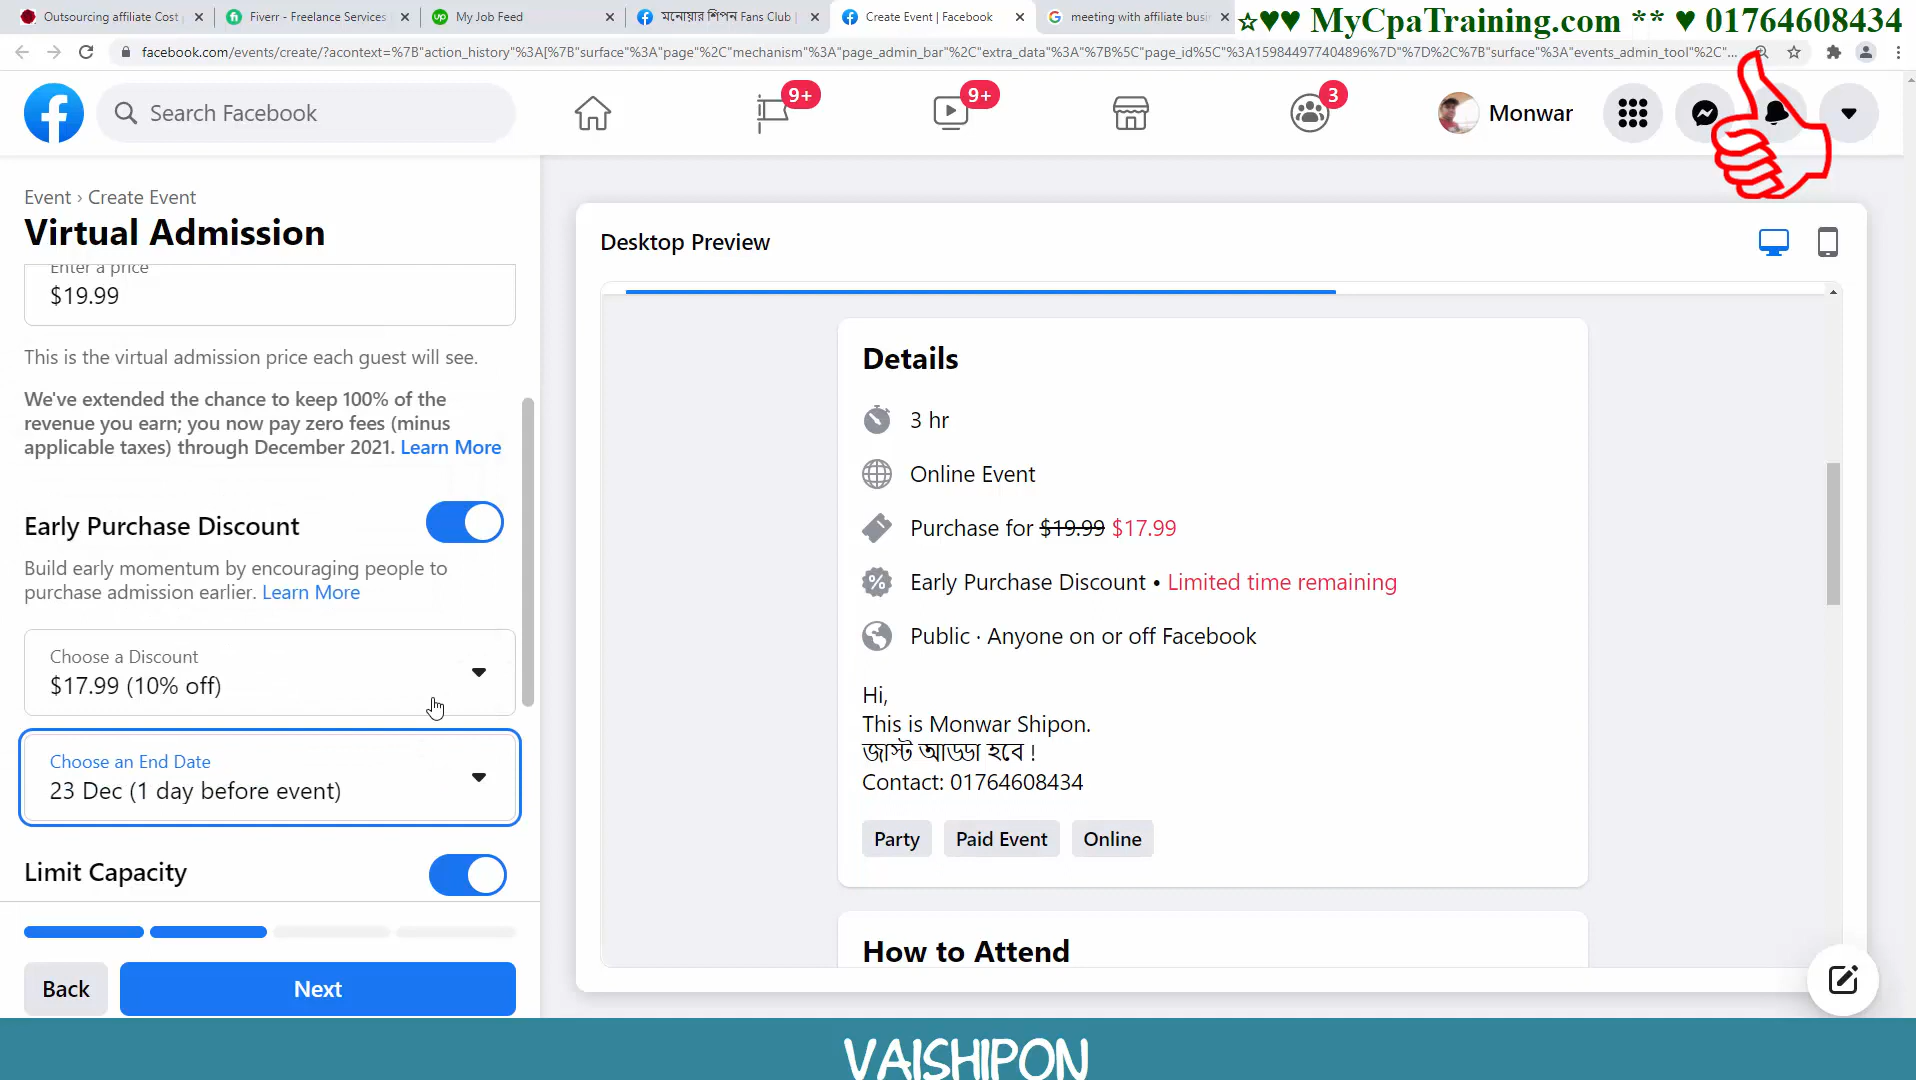 Outsourcing affiliate Cost
Fiverr - Freelance Services
My Job Feed
মনোয়ার শিপন Fans Club |
Create Event | Facebook
meeting with affiliate busi
☆♥♥ MyCpaTraining.com ** ♥ 01764608434
facebook.com/events/create/?acontext=%7B"action_history"%3A[%7B"surface"%3A"page"%2C"mechanism"%3A"page_admin_bar"%2C"extra_data"%3A"%7B%5C"page_id%5C"%3A159844977404896%7D"%7D%2C%7B"surface"%3A"events_admin_tool"%2C"...
Search Facebook
9+
9+
3
Monwar
Event › Create Event
Virtual Admission
Enter a price
$19.99
This is the virtual admission price each guest will see.
We've extended the chance to keep 100% of the
revenue you earn; you now pay zero fees (minus
applicable taxes) through December 2021. Learn More
Early Purchase Discount
Build early momentum by encouraging people to
purchase admission earlier. Learn More
Choose a Discount
$17.99 (10% off)
Choose an End Date
23 Dec (1 day before event)
Limit Capacity
Back
Next
Desktop Preview
Details
3 hr
Online Event
Purchase for $19.99 $17.99
Early Purchase Discount • Limited time remaining
Public · Anyone on or off Facebook
Hi,
This is Monwar Shipon.
জাস্ট আড্ডা হবে !
Contact: 01764608434
Party
Paid Event
Online
How to Attend
VAISHIPON